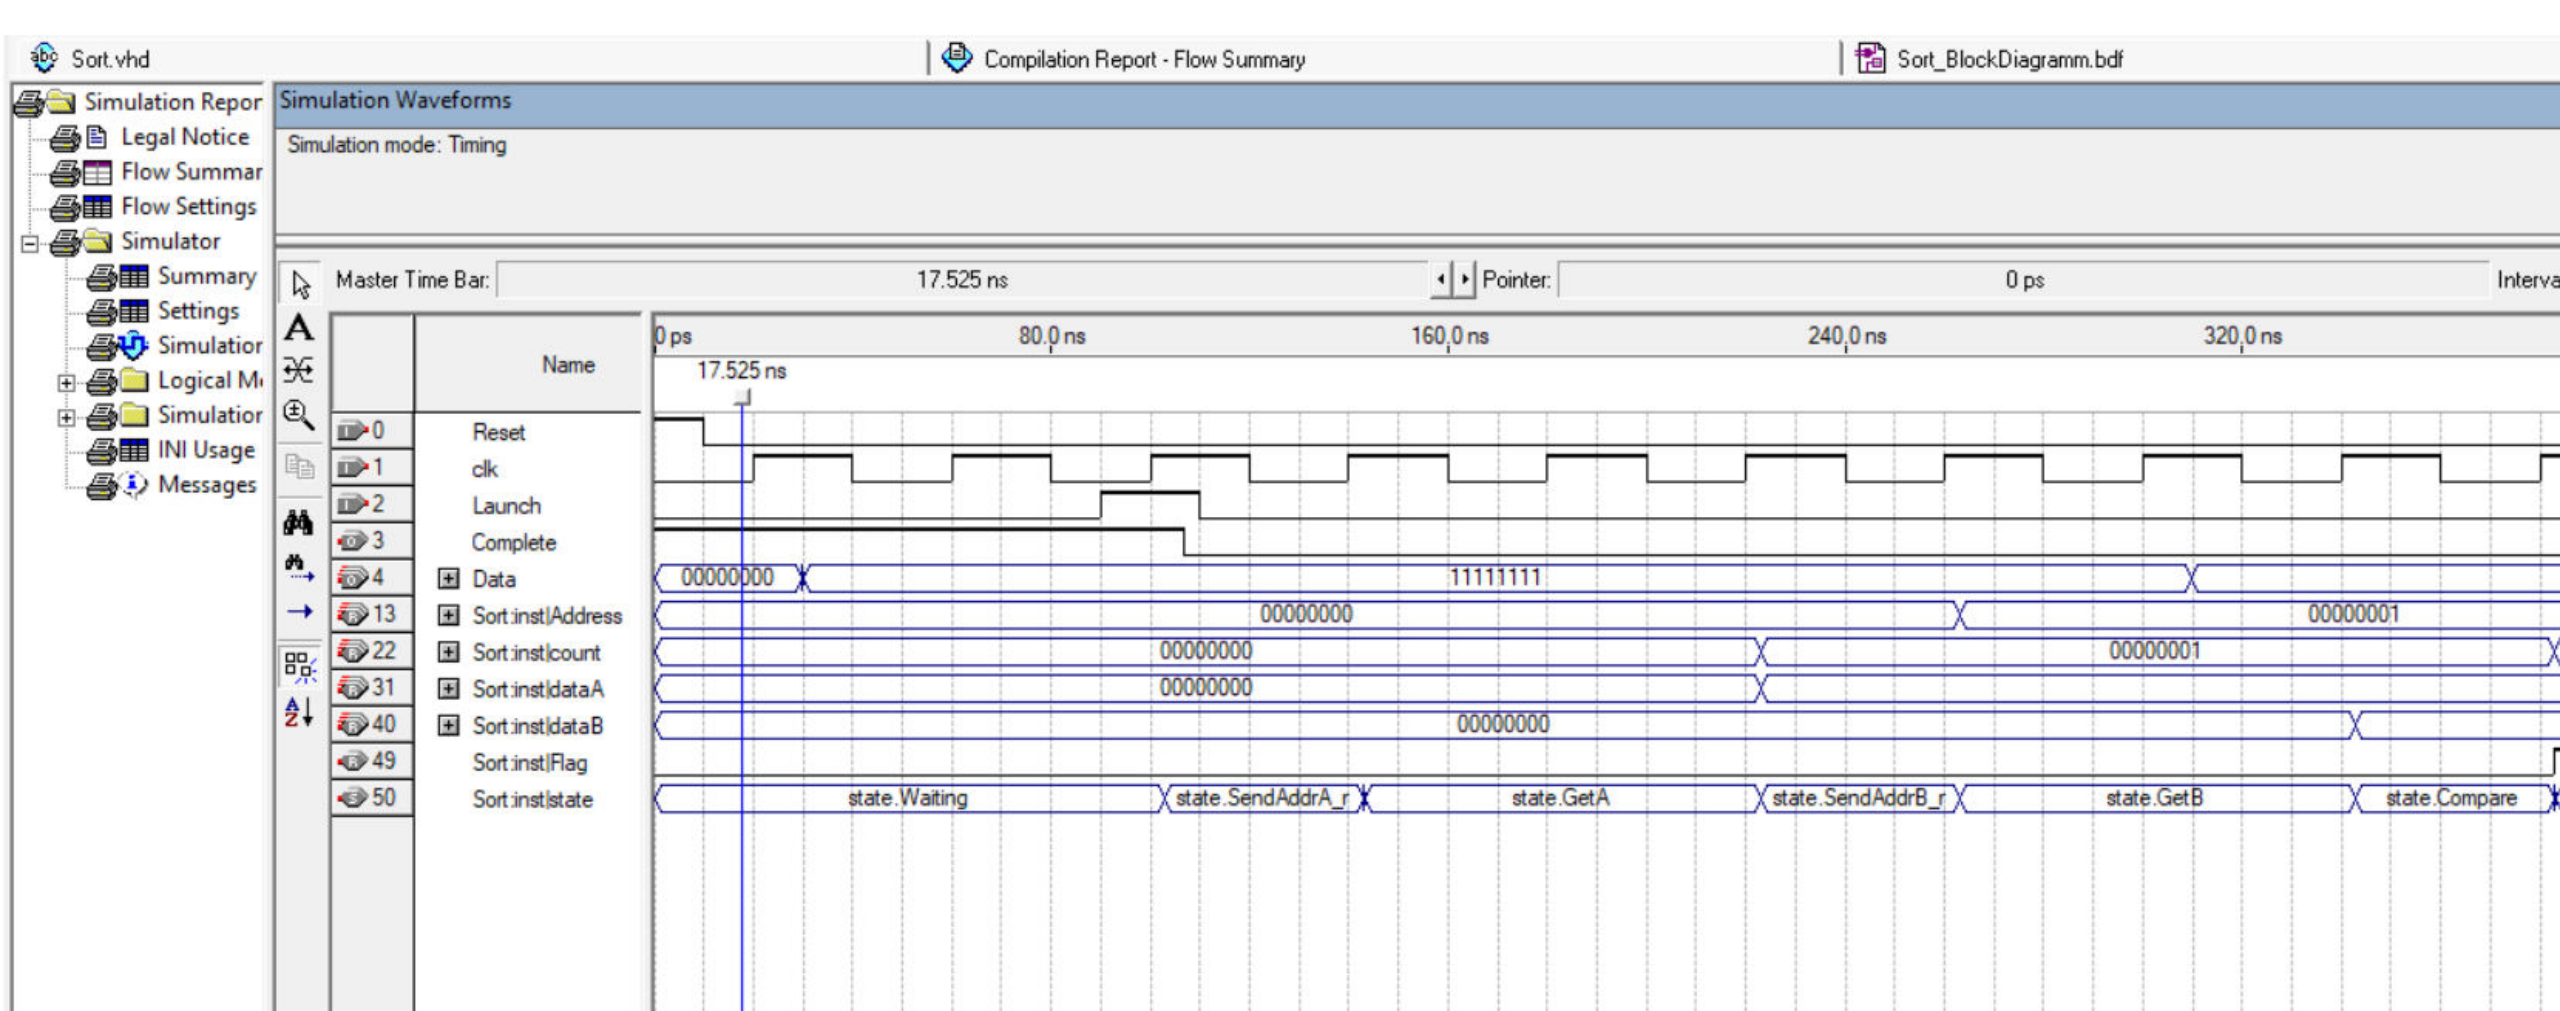 Sort.vhd
Compilation Report - Flow Summary
Sort_BlockDiagramm.bdf
Simulation Repor
Legal Notice
Flow Summar
Flow Settings
Simulator
Summary
Settings
Simulation
Logical M
Simulation
INI Usage
Messages
Simulation Waveforms
Simulation mode: Timing
Master Time Bar: 17.525 ns Pointer: 0 ps Interva
Name
0 ps 80.0 ns 160.0 ns 240.0 ns 320.0 ns
17.525 ns
0 Reset
1 clk
2 Launch
3 Complete
4 Data 00000000 11111111
13 Sort:inst|Address 00000000 00000001
22 Sort:inst|count 00000000 00000001
31 Sort:inst|dataA 00000000
40 Sort:inst|dataB 00000000
49 Sort:inst|Flag
50 Sort:inst|state state.Waiting state.SendAddrA_r state.GetA state.SendAddrB_r state.GetB state.Compare